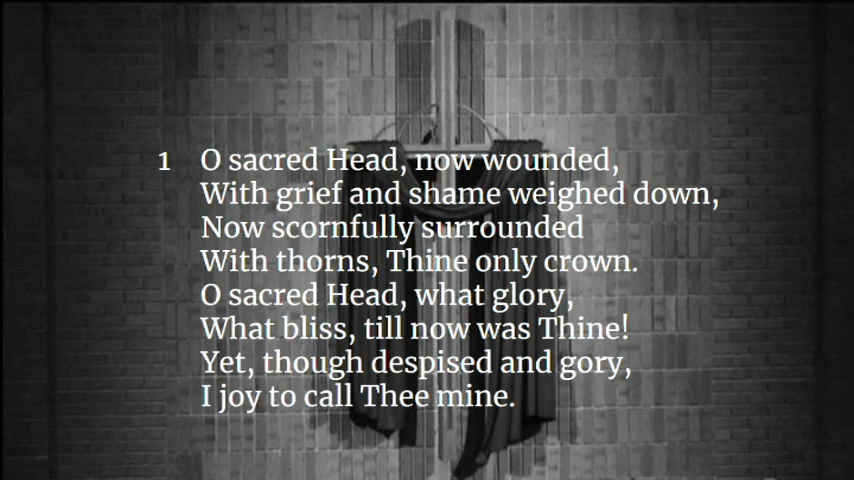 1 O sacred Head, now wounded,
With grief and shame weighed down,
Now scornfully surrounded
With thorns, Thine only crown.
O sacred Head, what glory,
What bliss, till now was Thine!
Yet, though despised and gory,
I joy to call Thee mine.